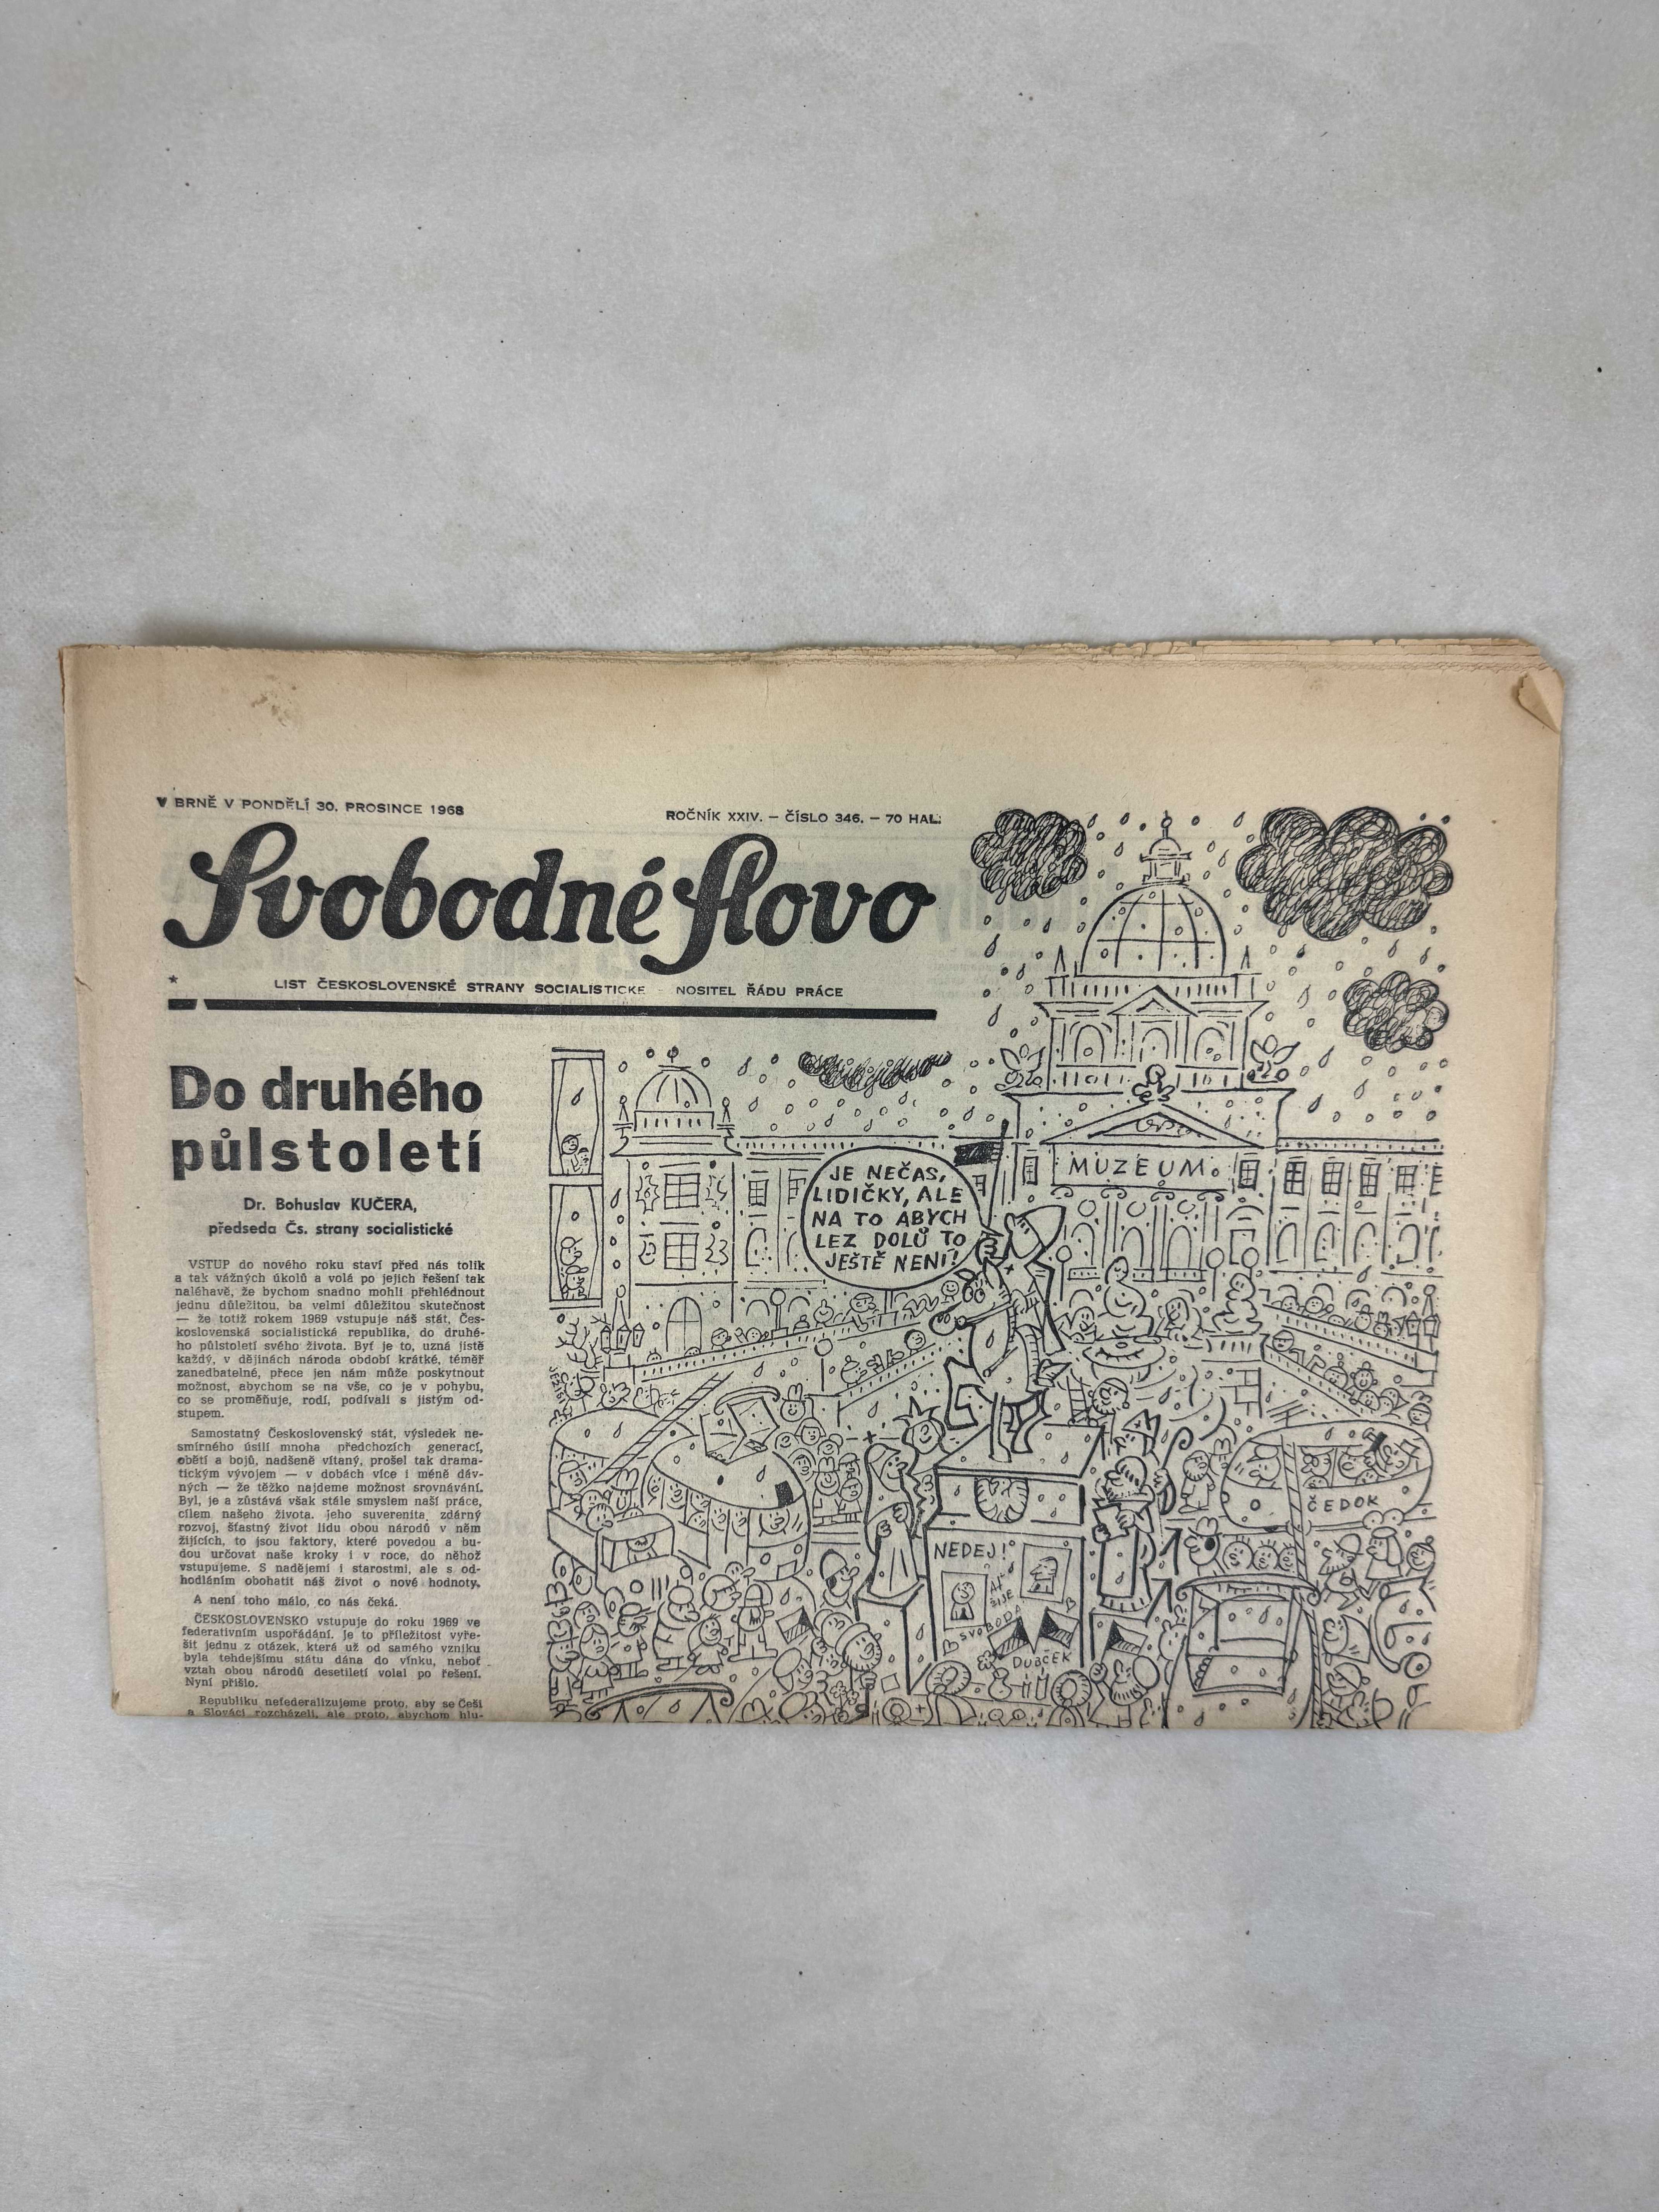 V BRNĚ V PONDĚLÍ 30. PROSINCE 1968
ROČNÍK XXIV. — ČÍSLO 346. — 70 HAL.
Svobodné slovo
LIST ČESKOSLOVENSKÉ STRANY SOCIALISTICKÉ - NOSITEL ŘÁDU PRÁCE
Do druhého
půlstoletí
Dr. Bohuslav KUČERA,
předseda Čs. strany socialistické
VSTUP do nového roku staví před nás tolik
a tak vážných úkolů a volá po jejich řešení tak
naléhavě, že bychom snadno mohli přehlédnout
jednu důležitou, ba velmi důležitou skutečnost
— že totiž rokem 1969 vstupuje náš stát, Čes-
koslovenská socialistická republika, do druhé-
ho půlstoletí svého života. Byť je to, uzná jistě
každý, v dějinách národa období krátké, téměř
zanedbatelné, přece jen nám může poskytnout
možnost, abychom se na vše, co je v pohybu,
co se proměňuje, rodí, podívali s jistým od-
stupem.
Samostatný Československý stát, výsledek ne-
smírného úsilí mnoha předchozích generací,
obětí a bojů, nadšeně vítaný, prošel tak drama-
tickým vývojem — v dobách více i méně dáv-
ných — že těžko najdeme možnost srovnávání.
Byl, je a zůstává však stále smyslem naší práce,
cílem našeho života. Jeho suverenita, zdárný
rozvoj, šťastný život lidu obou národů v něm
žijících, to jsou faktory, které povedou a bu-
dou určovat naše kroky i v roce, do něhož
vstupujeme. S nadějemi i starostmi, ale s od-
hodláním obohatit náš život o nové hodnoty.
A není toho málo, co nás čeká.
ČESKOSLOVENSKO vstupuje do roku 1969 ve
federativním uspořádání. Je to příležitost vyře-
šit jednu z otázek, která už od samého vzniku
byla tehdejšímu státu dána do vínku, neboť
vztah obou národů desetiletí volal po řešení.
Nyní přišlo.
Republiku nefederalizujeme proto, aby se Češi
a Slováci rozcházeli, ale proto, abychom hlu-
JE NEČAS,
LIDIČKY, ALE
NA TO ABYCH
LEZ DOLŮ TO
JEŠTĚ NENÍ!
MUZEUM
ČEDOK
NEDEJ!
AŤ
ŽIJE
SVOBODA
DUBČEK